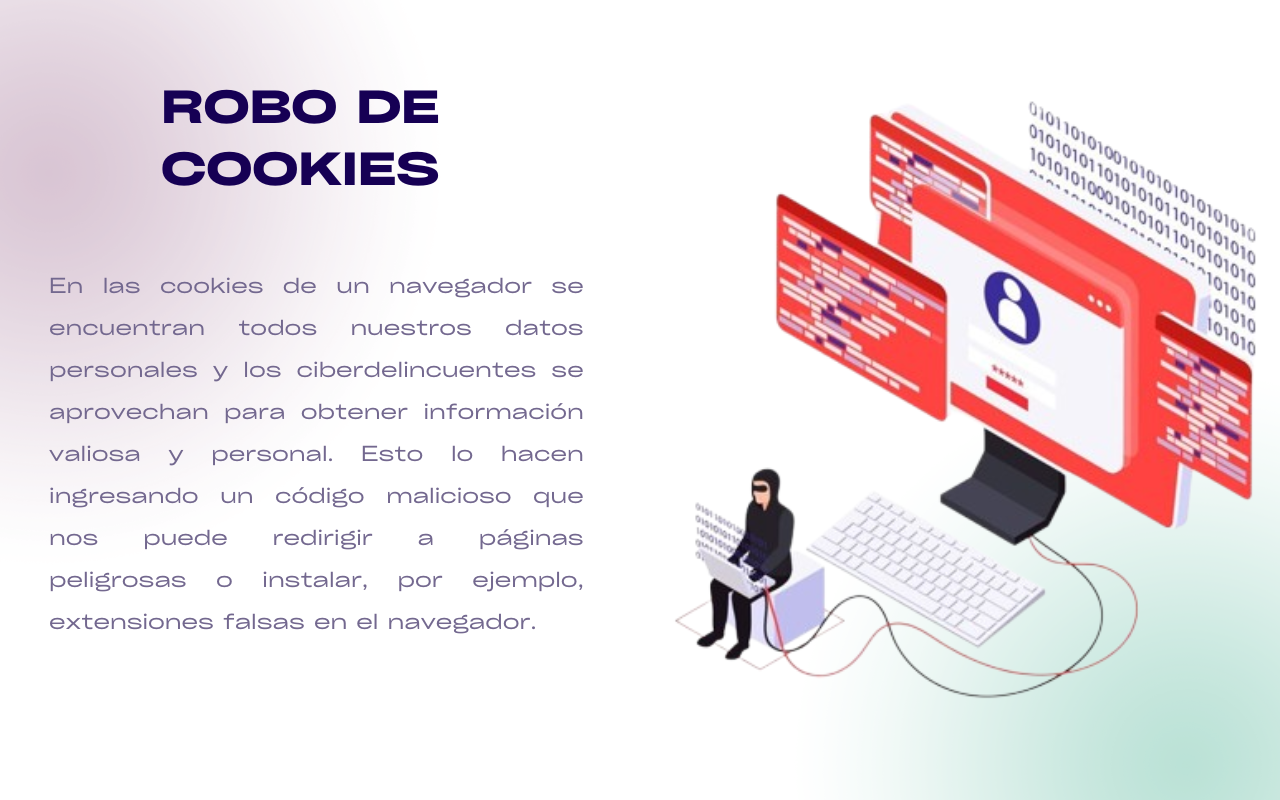 ROBO DE
COOKIES
En las cookies de un navegador se
encuentran todos nuestros datos
personales y los ciberdelincuentes se
aprovechan para obtener información
valiosa y personal. Esto lo hacen
ingresando un código malicioso que
nos puede redirigir a páginas
peligrosas o instalar, por ejemplo,
extensiones falsas en el navegador.